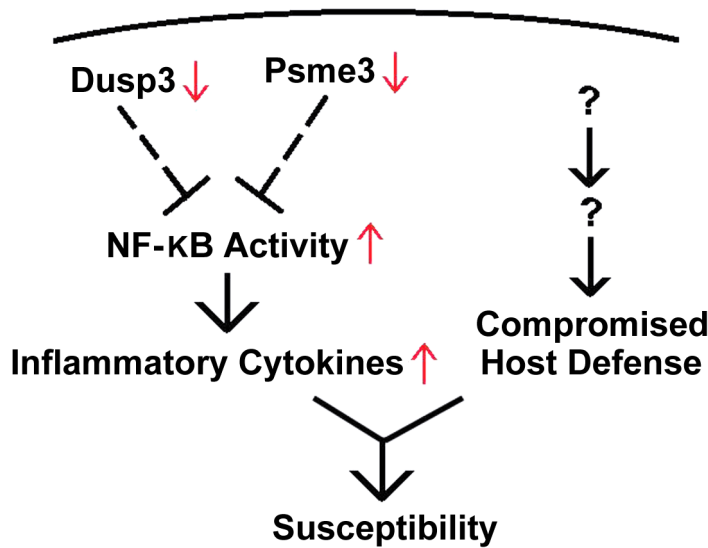 Dusp3
Psme3
?
?
NF-κB Activity
Compromised
Host Defense
Inflammatory Cytokines
Susceptibility